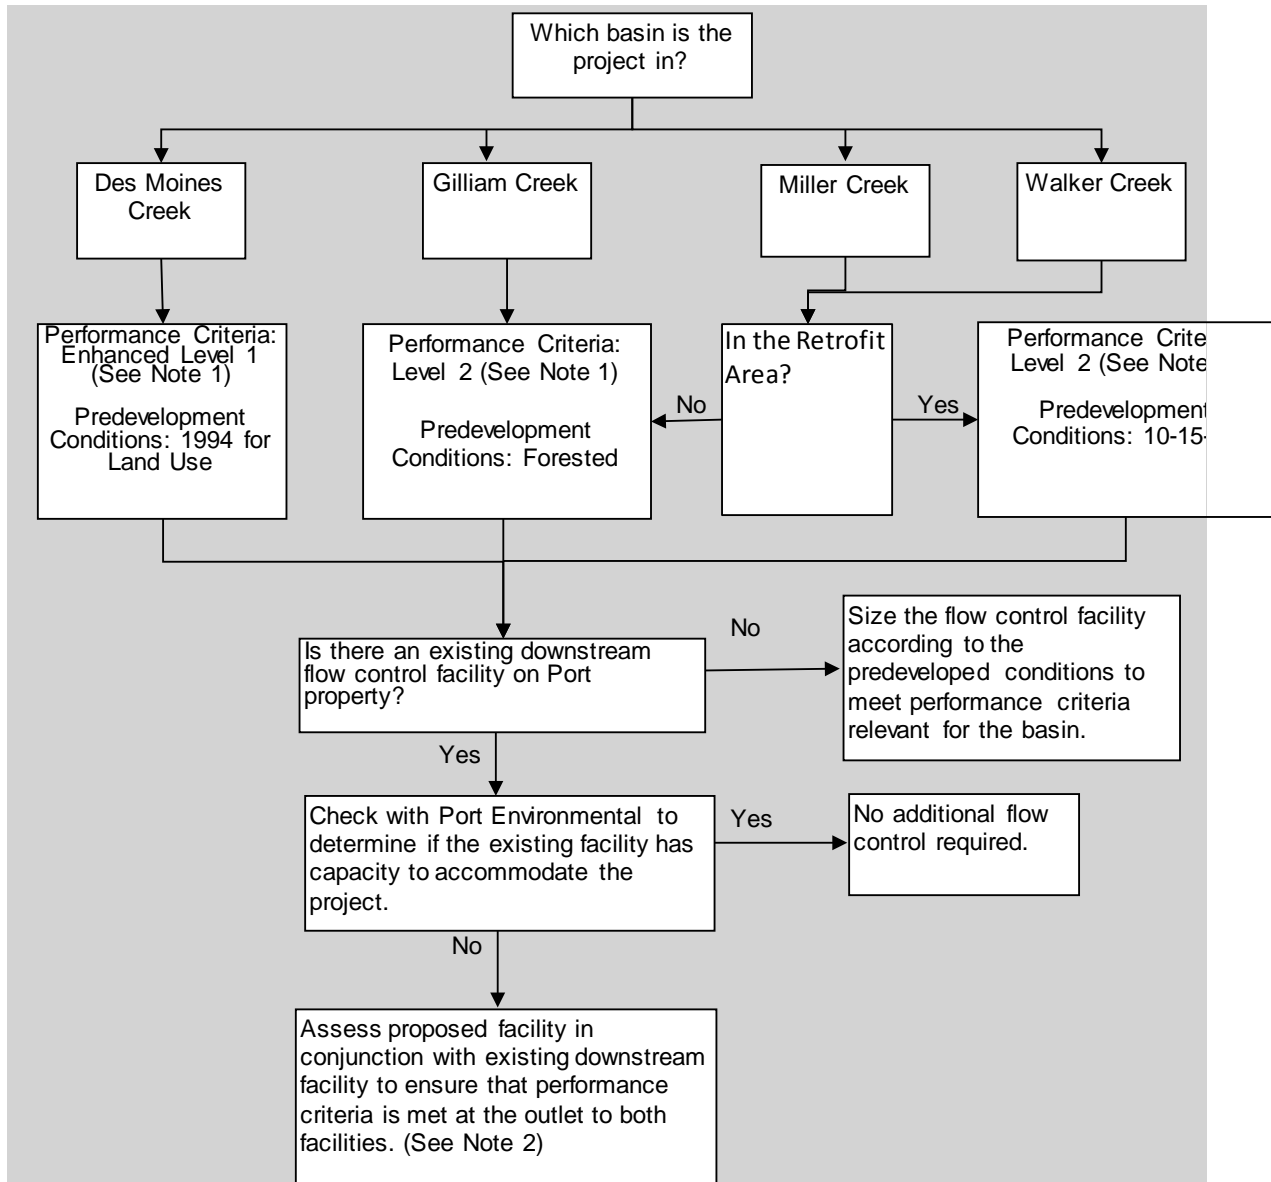 Which basin is the
project in?
Des Moines
Creek
Gilliam Creek
Miller Creek
Walker Creek
Performance Criteria:
Enhanced Level 1
(See Note 1)
Predevelopment
Conditions: 1994 for
Land Use
Performance Criteria:
Level 2 (See Note 1)
Predevelopment
Conditions: Forested
No
In the Retrofit
Area?
Yes
Performance Crite
Level 2 (See Note
Predevelopment
Conditions: 10-15-
Is there an existing downstream
flow control facility on Port
property?
No
Size the flow control facility
according to the
predeveloped conditions to
meet performance criteria
relevant for the basin.
Yes
Check with Port Environmental to
determine if the existing facility has
capacity to accommodate the
project.
Yes
No additional flow
control required.
No
Assess proposed facility in
conjunction with existing downstream
facility to ensure that performance
criteria is met at the outlet to both
facilities. (See Note 2)